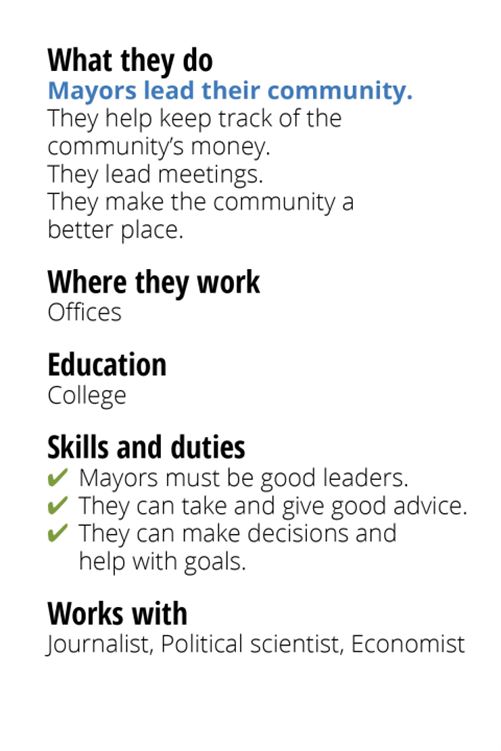 What they do
Mayors lead their community.
They help keep track of the
community's money.
They lead meetings.
They make the community a
better place.
Where they work
Offices
Education
College
Skills and duties
✔ Mayors must be good leaders.
✔ They can take and give good advice.
✔ They can make decisions and
help with goals.
Works with
Journalist, Political scientist, Economist